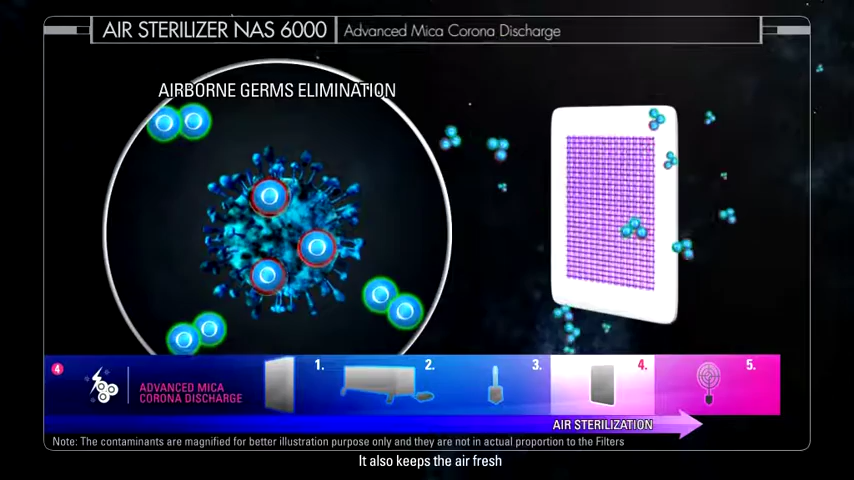 AIR STERILIZER NAS 6000
Advanced Mica Corona Discharge
AIRBORNE GERMS ELIMINATION
4
ADVANCED MICA
CORONA DISCHARGE
1.
2.
3.
4.
5.
AIR STERILIZATION
Note: The contaminants are magnified for better illustration purpose only and they are not in actual proportion to the Filters
It also keeps the air fresh